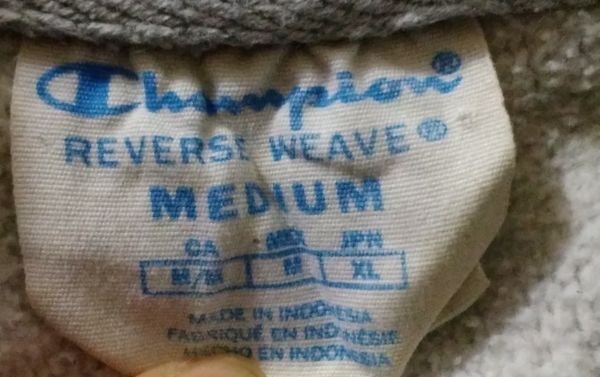 Champion®
REVERSE WEAVE®
MEDIUM
CA MEX JPN
M/M M XL
MADE IN INDONESIA
FABRIQUÉ EN INDONÉSIE
HECHO EN INDONESIA